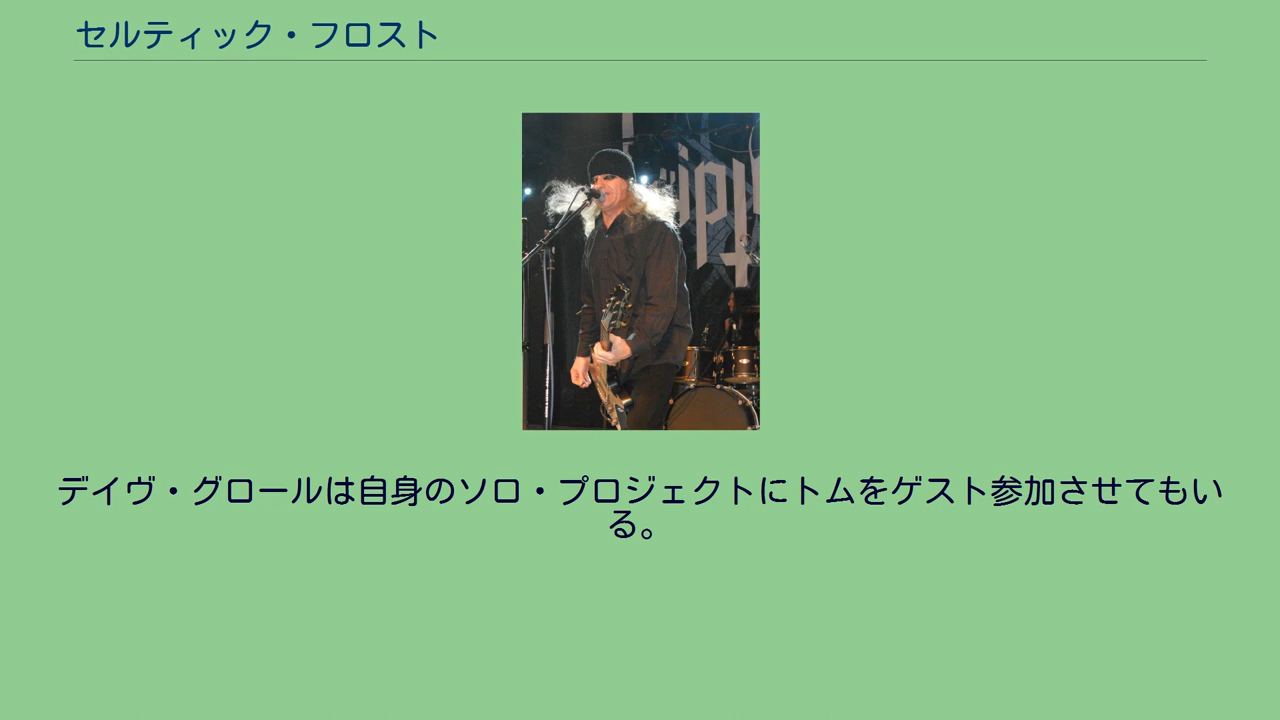 セルティック・フロスト
デイヴ・グロールは自身のソロ・プロジェクトにトムをゲスト参加させてもい
る。